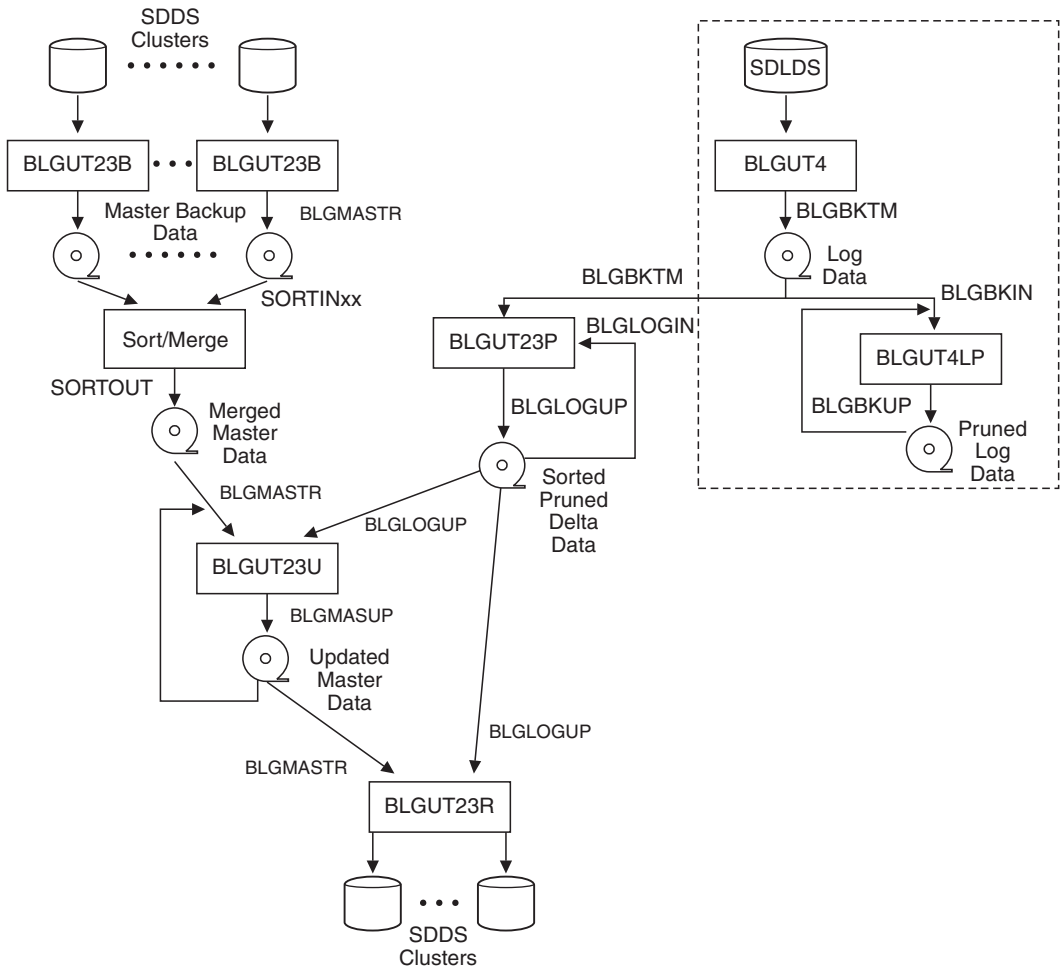 SDDS
Clusters
SDLDS
BLGUT23B
BLGUT23B
BLGUT4
Master Backup
Data
BLGMASTR
BLGBKTM
Log
Data
SORTINxx
BLGBKTM
BLGBKIN
Sort/Merge
BLGUT23P
BLGLOGIN
BLGUT4LP
SORTOUT
BLGLOGUP
BLGBKUP
Merged
Master
Data
Pruned
Log
Data
Sorted
Pruned
Delta
Data
BLGMASTR
BLGLOGUP
BLGUT23U
BLGMASUP
Updated
Master
Data
BLGLOGUP
BLGMASTR
BLGUT23R
SDDS
Clusters